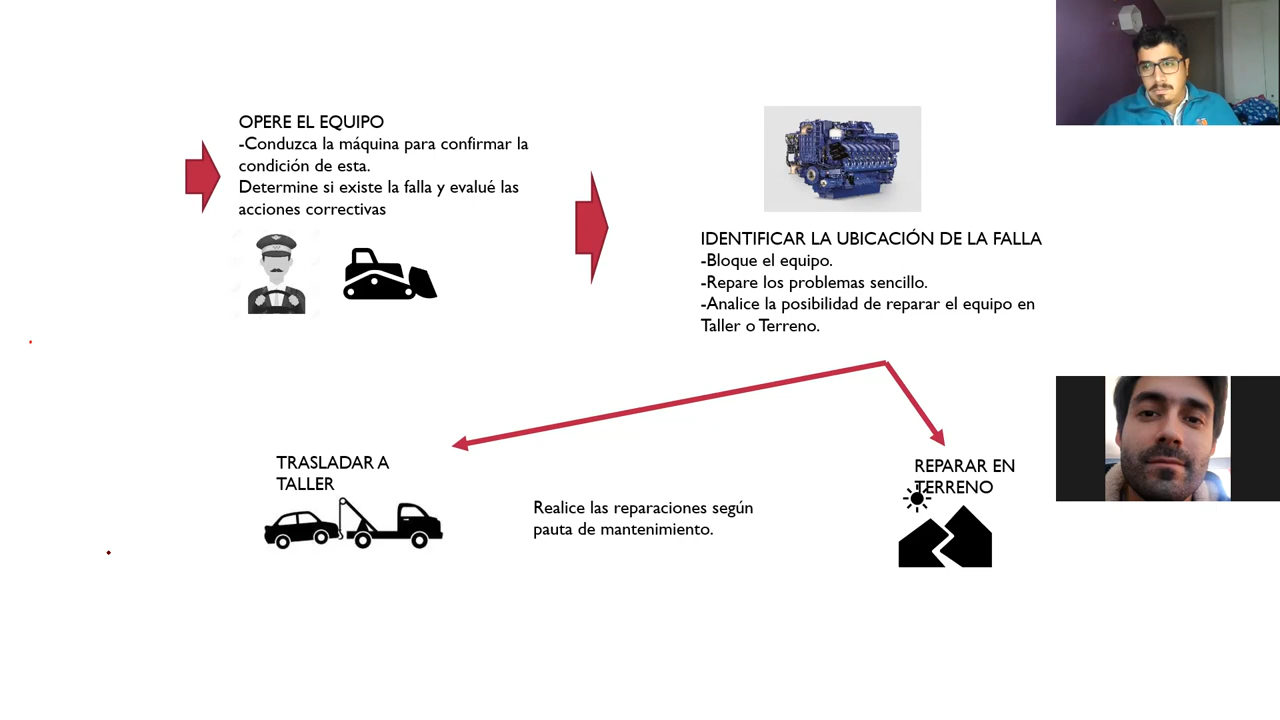 OPERE EL EQUIPO
-Conduzca la máquina para confirmar la
condición de esta.
Determine si existe la falla y evalué las
acciones correctivas
IDENTIFICAR LA UBICACIÓN DE LA FALLA
-Bloque el equipo.
-Repare los problemas sencillo.
-Analice la posibilidad de reparar el equipo en
Taller o Terreno.
TRASLADAR A
TALLER
Realice las reparaciones según
pauta de mantenimiento.
REPARAR EN
TERRENO